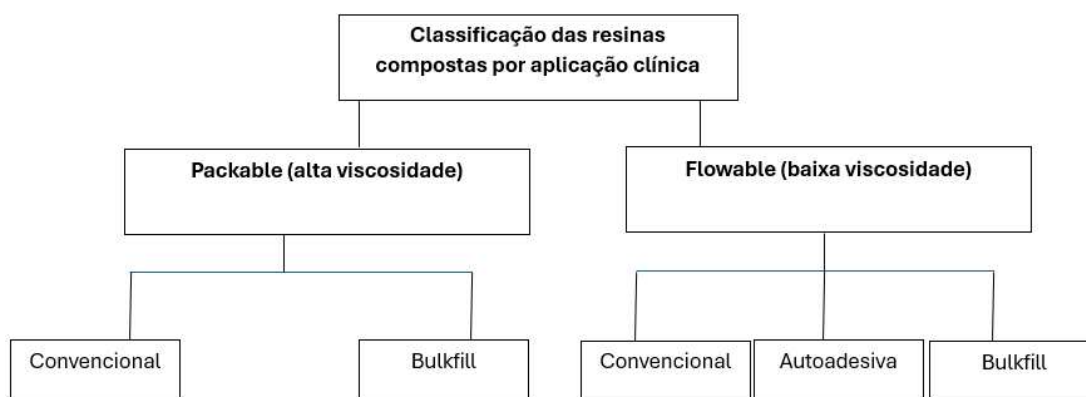 Classificação das resinas
compostas por aplicação clínica
Packable (alta viscosidade)
Flowable (baixa viscosidade)
Convencional
Bulkfill
Convencional
Autoadesiva
Bulkfill